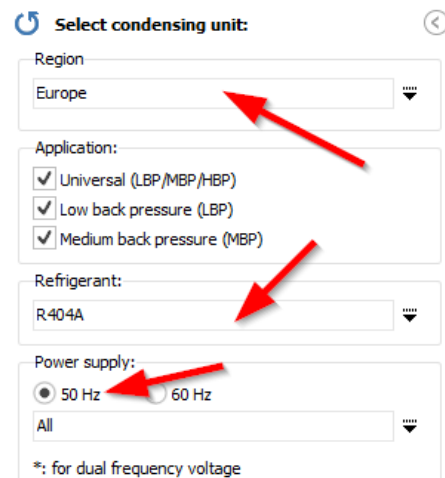 Select condensing unit:
Region
Europe
Application:
Universal (LBP/MBP/HBP)
Low back pressure (LBP)
Medium back pressure (MBP)
Refrigerant:
R404A
Power supply:
50 Hz 60 Hz
All
*: for dual frequency voltage